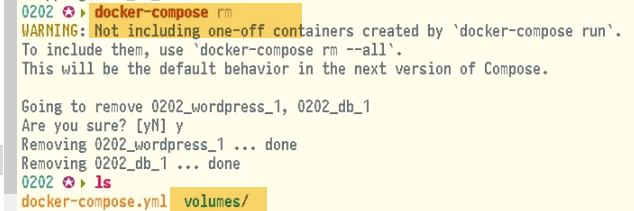 0202 ✪ ▸ docker-compose rm
WARNING: Not including one-off containers created by `docker-compose run`.
To include them, use `docker-compose rm --all`.
This will be the default behavior in the next version of Compose.
Going to remove 0202_wordpress_1, 0202_db_1
Are you sure? [yN] y
Removing 0202_wordpress_1 ... done
Removing 0202_db_1 ... done
0202 ✪ ▸ ls
docker-compose.yml volumes/